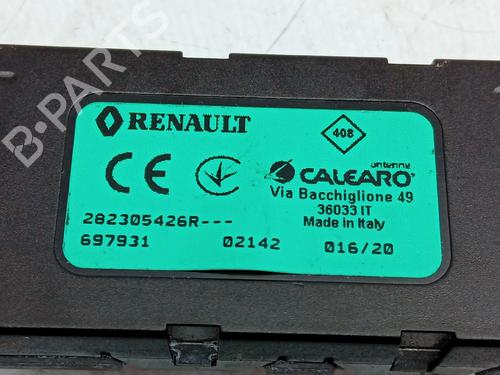 B-PARTS
RENAULT
408
CE
antenne
CALEARO
Via Bacchiglione 49
36033 IT
Made in Italy
282305426R---
697931 02142 016/20